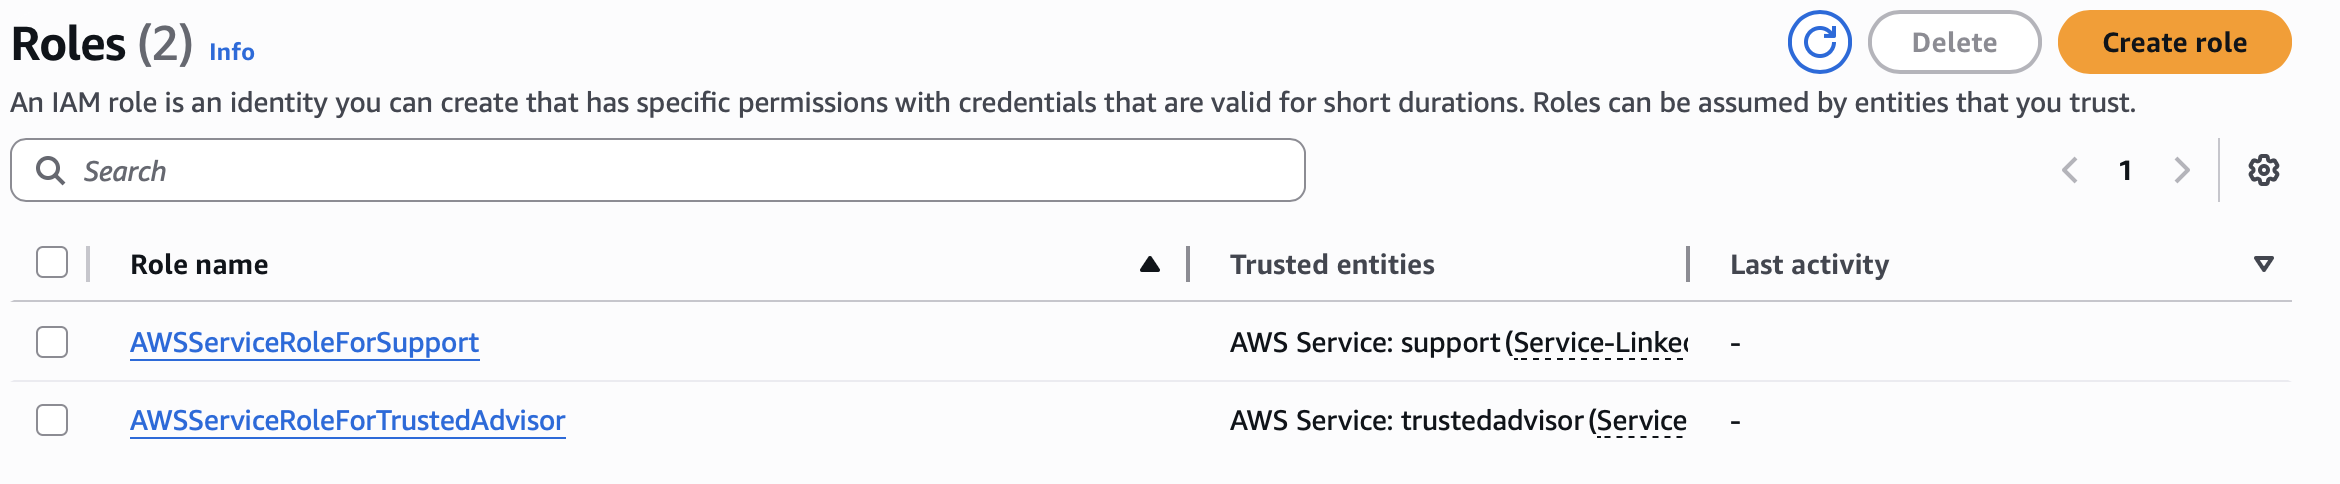 Roles (2) Info
Delete
Create role
An IAM role is an identity you can create that has specific permissions with credentials that are valid for short durations. Roles can be assumed by entities that you trust.
Search
1
Role name
Trusted entities
Last activity
AWSServiceRoleForSupport
AWS Service: support (Service-Linked
-
AWSServiceRoleForTrustedAdvisor
AWS Service: trustedadvisor (Service
-